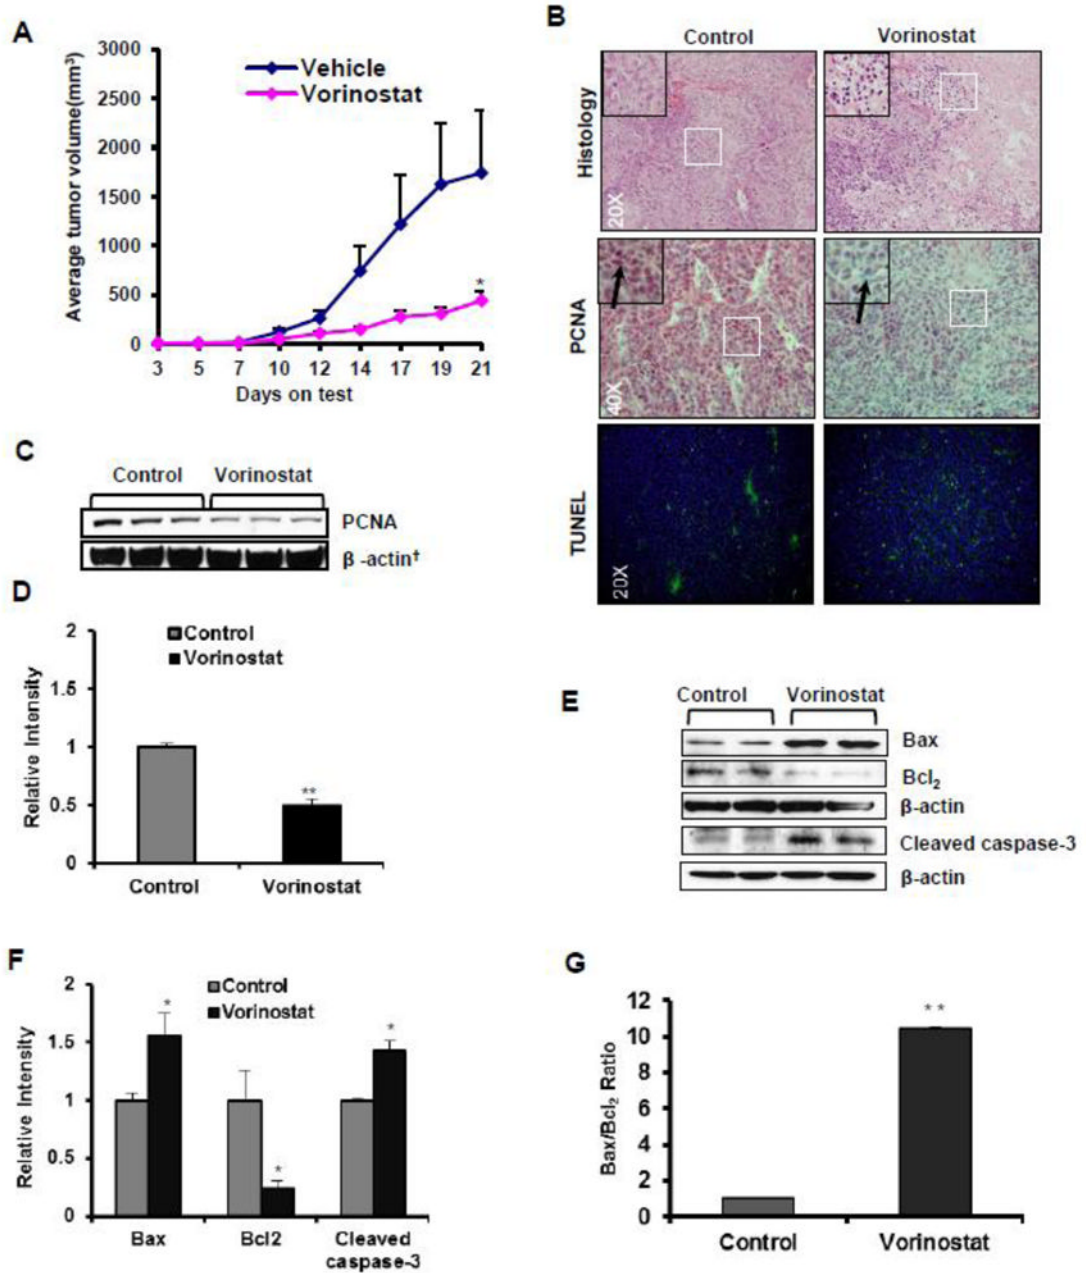 A
Average tumor volume(mm³)
3000
2500
2000
1500
1000
500
0
Vehicle
Vorinostat
*
3 5 7 10 12 14 17 19 21
Days on test
B
Control Vorinostat
Histology
20X
PCNA
40X
TUNEL
20X
C
Control Vorinostat
PCNA
β -actin†
D
Relative Intensity
2
1.5
1
0.5
0
Control
Vorinostat
**
Control Vorinostat
E
Control Vorinostat
Bax
Bcl₂
β-actin
Cleaved caspase-3
β-actin
F
Relative Intensity
2
1.5
1
0.5
0
Control
Vorinostat
*
*
*
Bax Bcl2 Cleaved
caspase-3
G
Bax/Bcl₂ Ratio
12
10
8
6
4
2
0
**
Control Vorinostat